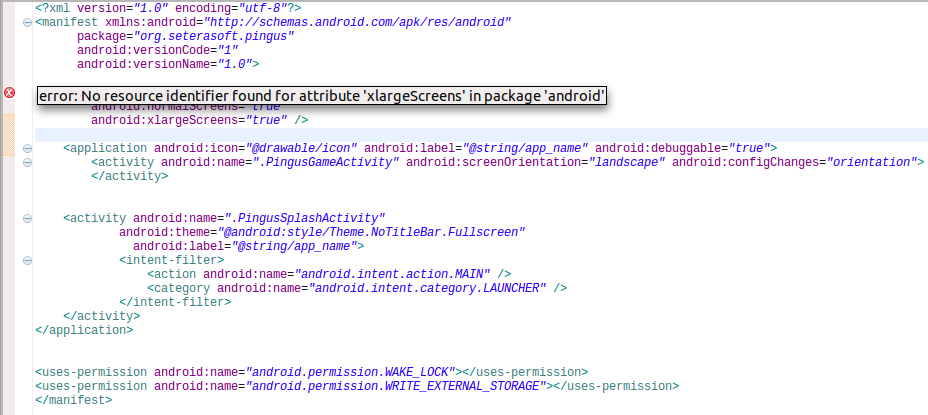 <?xml version="1.0" encoding="utf-8"?>
<manifest xmlns:android="http://schemas.android.com/apk/res/android"
package="org.seterasoft.pingus"
android:versionCode="1"
android:versionName="1.0">
error: No resource identifier found for attribute 'xlargeScreens' in package 'android'
android:normalScreens="true"
android:xlargeScreens="true" />
<application android:icon="@drawable/icon" android:label="@string/app_name" android:debuggable="true">
<activity android:name=".PingusGameActivity" android:screenOrientation="landscape" android:configChanges="orientation">
</activity>
<activity android:name=".PingusSplashActivity"
android:theme="@android:style/Theme.NoTitleBar.Fullscreen"
android:label="@string/app_name">
<intent-filter>
<action android:name="android.intent.action.MAIN" />
<category android:name="android.intent.category.LAUNCHER" />
</intent-filter>
</activity>
</application>
<uses-permission android:name="android.permission.WAKE_LOCK"></uses-permission>
<uses-permission android:name="android.permission.WRITE_EXTERNAL_STORAGE"></uses-permission>
</manifest>